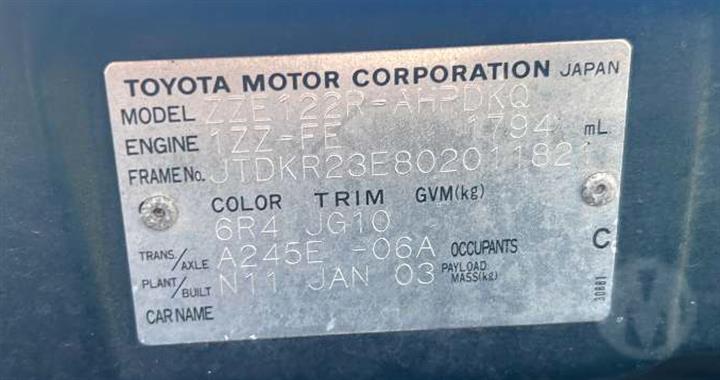 TOYOTA MOTOR CORPORATION JAPAN
MODEL ZZE122R-AHPDKQ
ENGINE 1ZZ-FE 1794 mL
FRAME No. JTDKR23E802011821
COLOR TRIM GVM(kg)
6R4 JG10
TRANS./AXLE A245E -06A OCCUPANTS C
PLANT/BUILT N11 JAN 03 PAYLOAD MASS(kg)
CAR NAME
30881
M